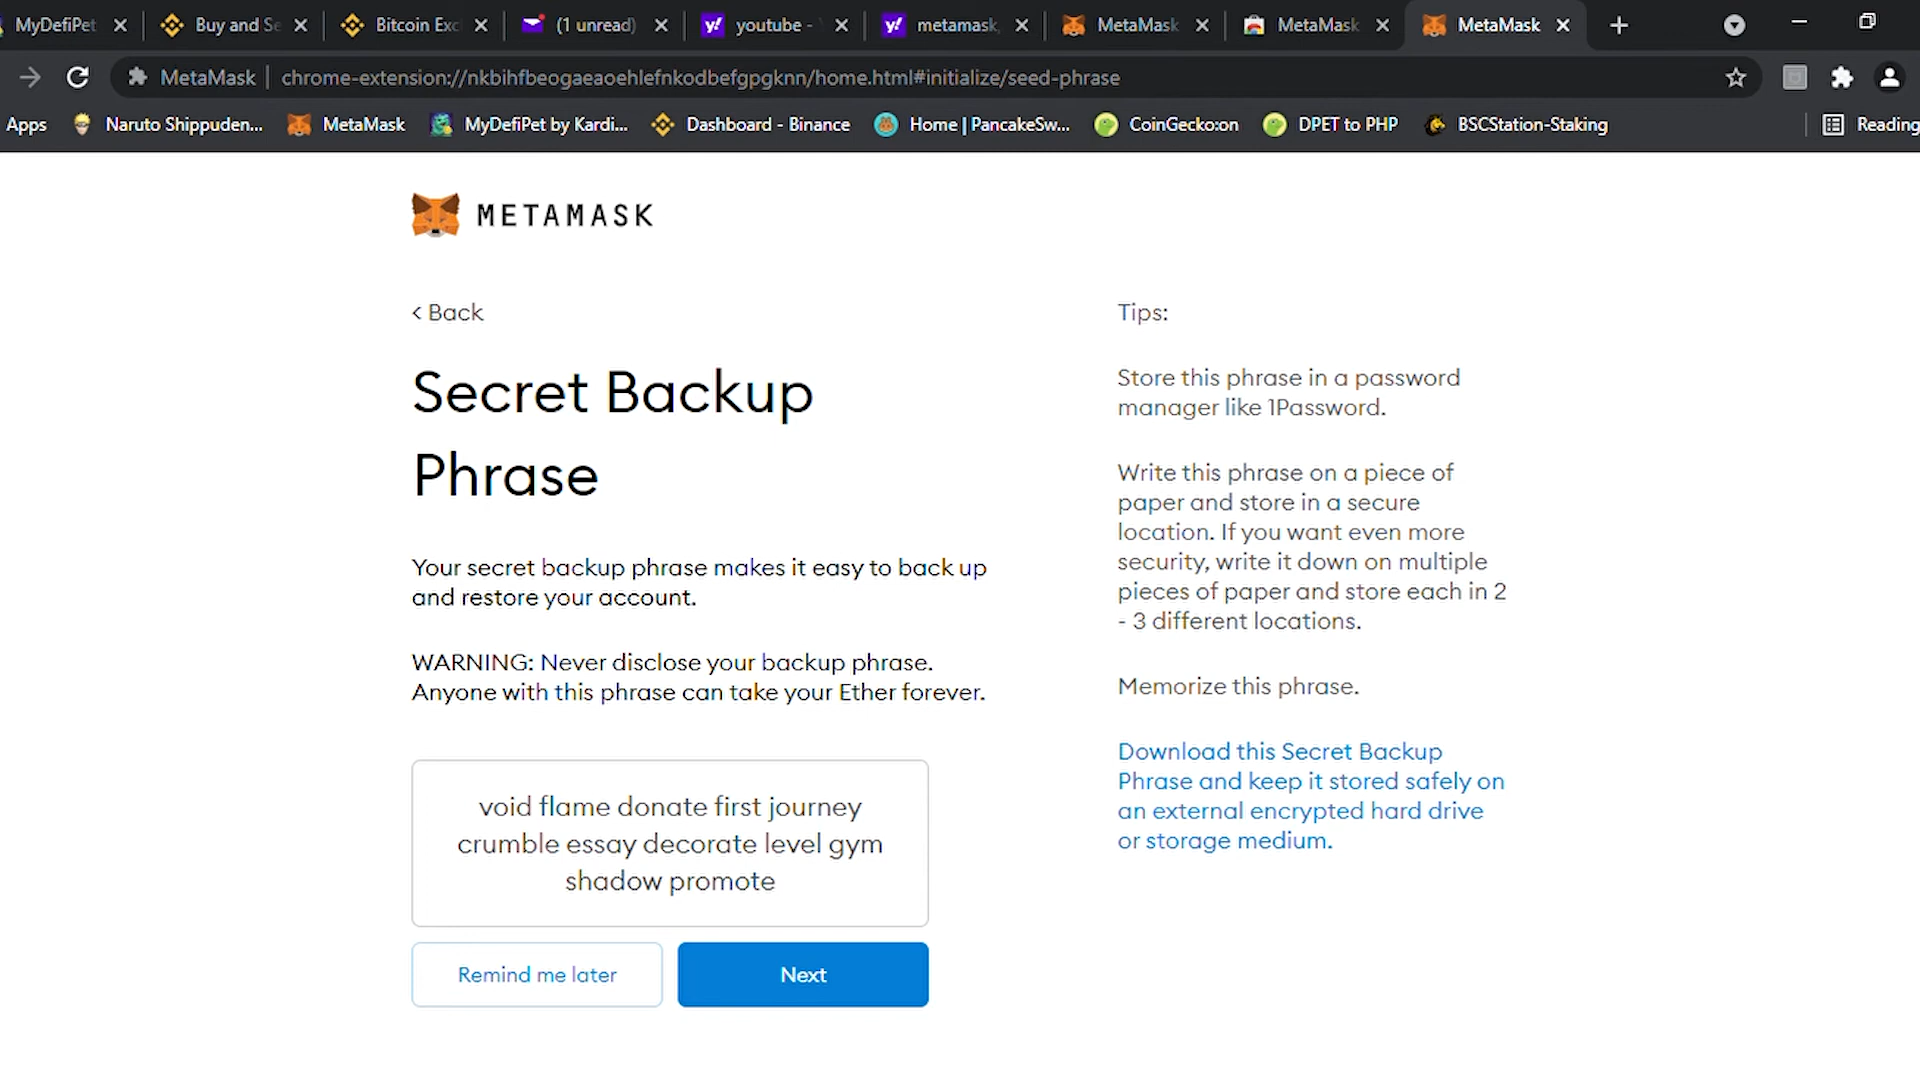 MyDefiPet
Buy and Se
Bitcoin Exc
(1 unread)
youtube -
metamask,
MetaMask
MetaMask
MetaMask
MetaMask | chrome-extension://nkbihfbeogaeaoehlefnkodbefgpgknn/home.html#initialize/seed-phrase
Apps
Naruto Shippuden...
MetaMask
MyDefiPet by Kardi...
Dashboard - Binance
Home | PancakeSw...
CoinGecko:on
DPET to PHP
BSCStation-Staking
Reading
METAMASK
< Back
Secret Backup
Phrase
Your secret backup phrase makes it easy to back up
and restore your account.
WARNING: Never disclose your backup phrase.
Anyone with this phrase can take your Ether forever.
void flame donate first journey
crumble essay decorate level gym
shadow promote
Remind me later
Next
Tips:
Store this phrase in a password
manager like 1Password.
Write this phrase on a piece of
paper and store in a secure
location. If you want even more
security, write it down on multiple
pieces of paper and store each in 2
- 3 different locations.
Memorize this phrase.
Download this Secret Backup
Phrase and keep it stored safely on
an external encrypted hard drive
or storage medium.